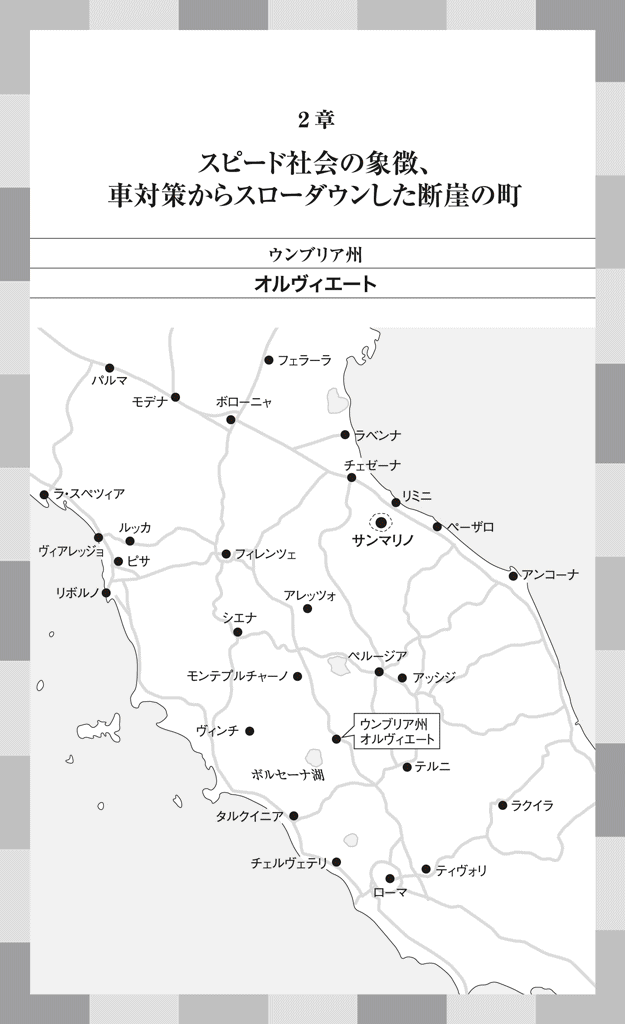 2章
スピード社会の象徴、
車対策からスローダウンした断崖の町
ウンブリア州
オルヴィエート
フェラーラ
パルマ
モデナ
ボローニャ
ラベンナ
チェゼーナ
ラ・スペツィア
リミニ
ペーザロ
サンマリノ
ルッカ
ヴィアレッジョ
ピサ
フィレンツェ
アンコーナ
リボルノ
アレッツォ
シエナ
ペルージア
モンテプルチャーノ
アッシジ
ウンブリア州
オルヴィエート
ヴィンチ
テルニ
ボルセーナ湖
ラクイラ
タルクイニア
チェルヴェテリ
ティヴォリ
ローマ